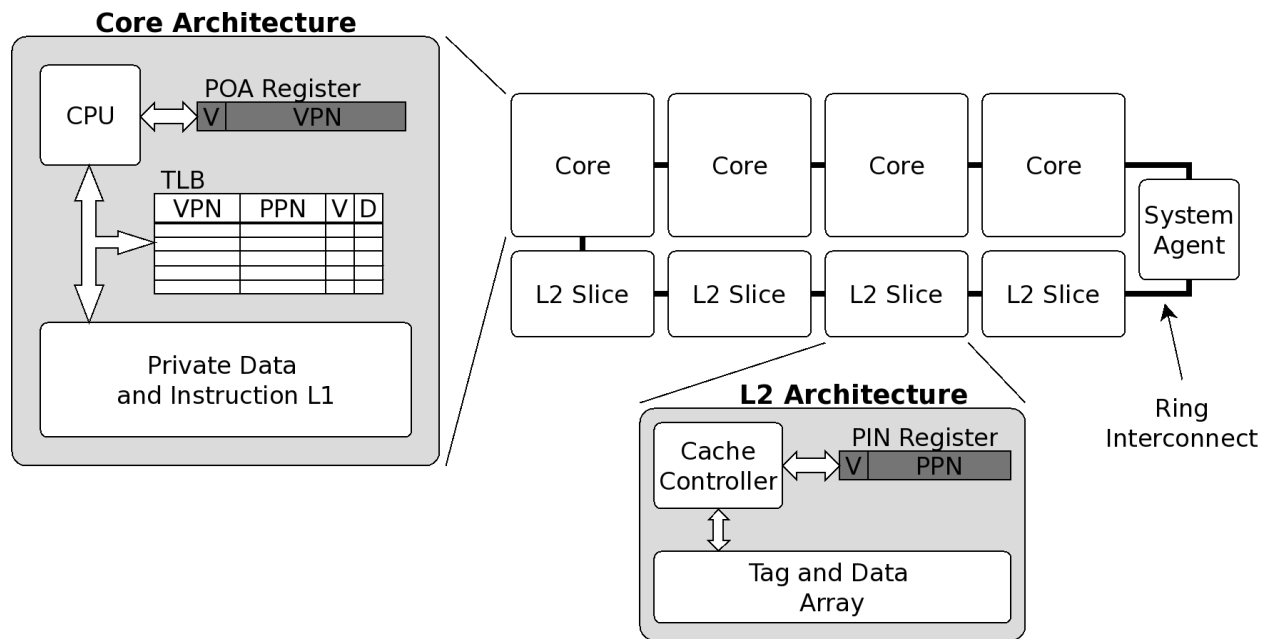 Core Architecture
CPU
POA Register
V VPN
TLB
VPN PPN V D
Private Data
and Instruction L1
Core Core Core Core
System
Agent
L2 Slice L2 Slice L2 Slice L2 Slice
Ring
Interconnect
L2 Architecture
Cache
Controller
PIN Register
V PPN
Tag and Data
Array